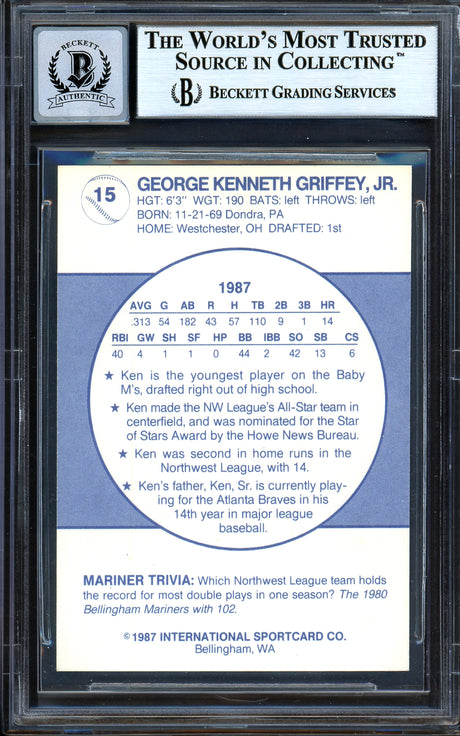 BECKETT
B
AUTHENTIC
THE WORLD'S MOST TRUSTED
SOURCE IN COLLECTING™
B BECKETT GRADING SERVICES
15
GEORGE KENNETH GRIFFEY, JR.
HGT: 6'3" WGT: 190 BATS: left THROWS: left
BORN: 11-21-69 Dondra, PA
HOME: Westchester, OH DRAFTED: 1st
1987
AVG G AB R H TB 2B 3B HR
.313 54 182 43 57 110 9 1 14
RBI GW SH SF HP BB IBB SO SB CS
40 4 1 1 0 44 2 42 13 6
★ Ken is the youngest player on the Baby
M's, drafted right out of high school.
★ Ken made the NW League's All-Star team in
centerfield, and was nominated for the Star
of Stars Award by the Howe News Bureau.
★ Ken was second in home runs in the
Northwest League, with 14.
★ Ken's father, Ken, Sr. is currently play-
ing for the Atlanta Braves in his
14th year in major league
baseball.
MARINER TRIVIA: Which Northwest League team holds
the record for most double plays in one season? The 1980
Bellingham Mariners with 102.
©1987 INTERNATIONAL SPORTCARD CO.
Bellingham, WA